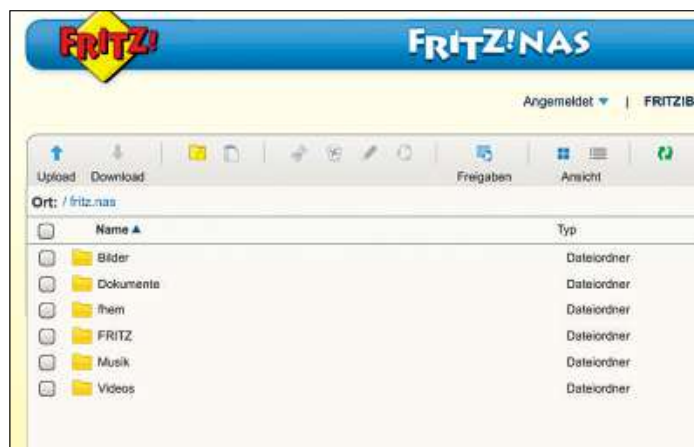 FRITZ! FRITZ!NAS
Angemeldet | FRITZ!B
Upload Download Freigaben Ansicht
Ort: / fritz.nas
Name Typ
Bilder Dateiordner
Dokumente Dateiordner
fhem Dateiordner
FRITZ Dateiordner
Musik Dateiordner
Videos Dateiordner